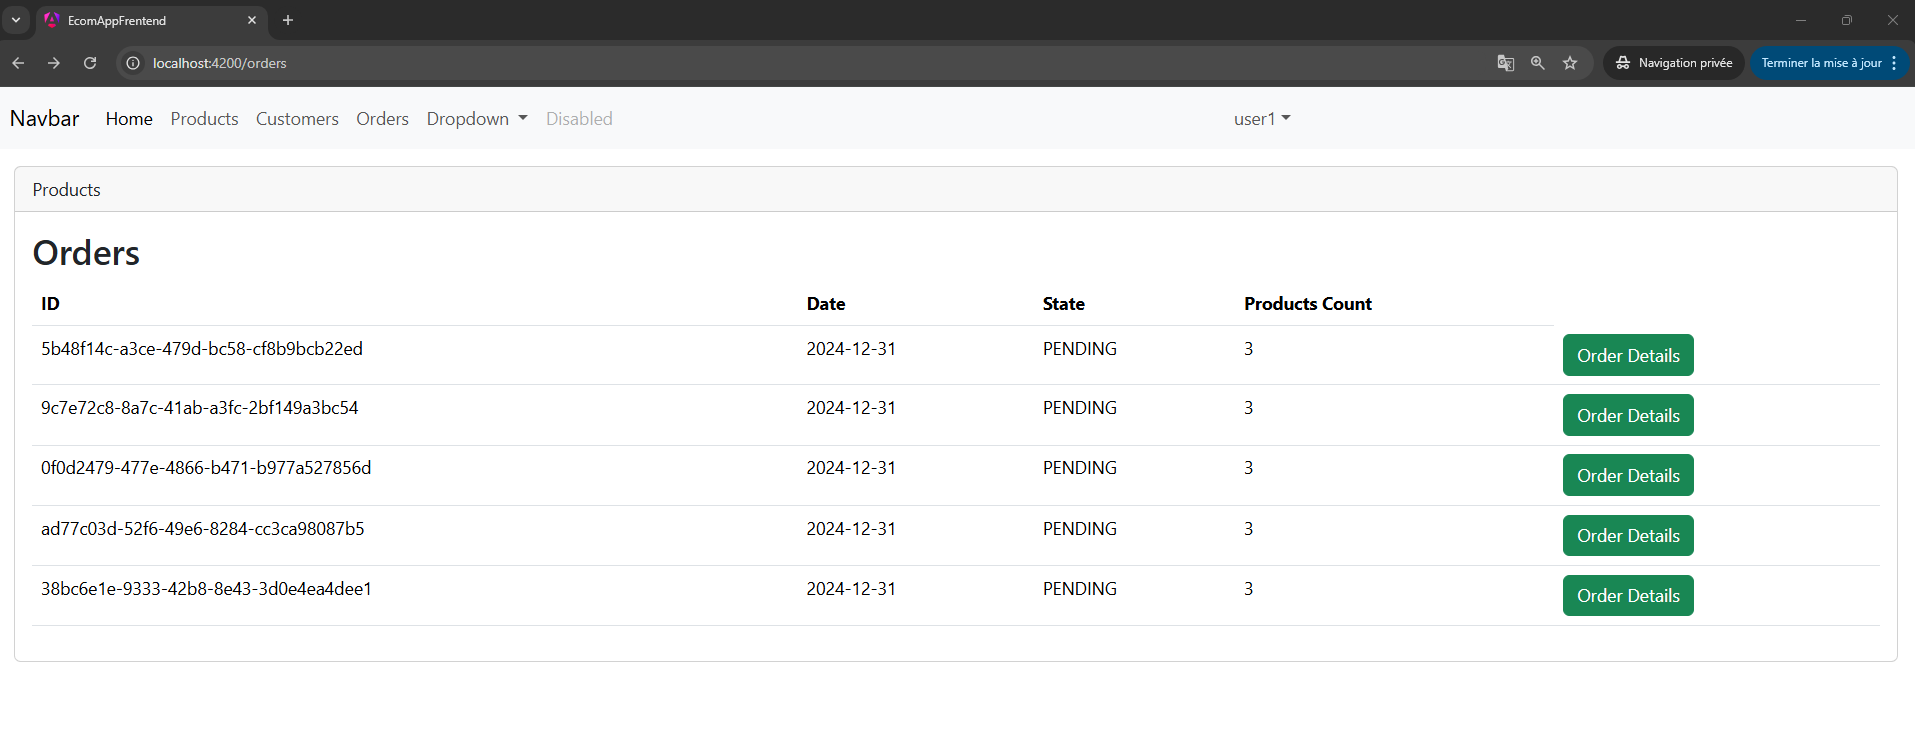 EcomAppFrentend
localhost:4200/orders
Navigation privée
Terminer la mise à jour
Navbar Home Products Customers Orders Dropdown Disabled user1
Products
Orders
ID Date State Products Count
5b48f14c-a3ce-479d-bc58-cf8b9bcb22ed 2024-12-31 PENDING 3 Order Details
9c7e72c8-8a7c-41ab-a3fc-2bf149a3bc54 2024-12-31 PENDING 3 Order Details
0f0d2479-477e-4866-b471-b977a527856d 2024-12-31 PENDING 3 Order Details
ad77c03d-52f6-49e6-8284-cc3ca98087b5 2024-12-31 PENDING 3 Order Details
38bc6e1e-9333-42b8-8e43-3d0e4ea4dee1 2024-12-31 PENDING 3 Order Details